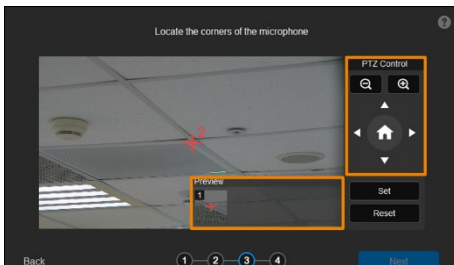 ?
Locate the corners of the microphone
PTZ Control
2
Preview
1
Set
Reset
Back
1 2 3 4
Next